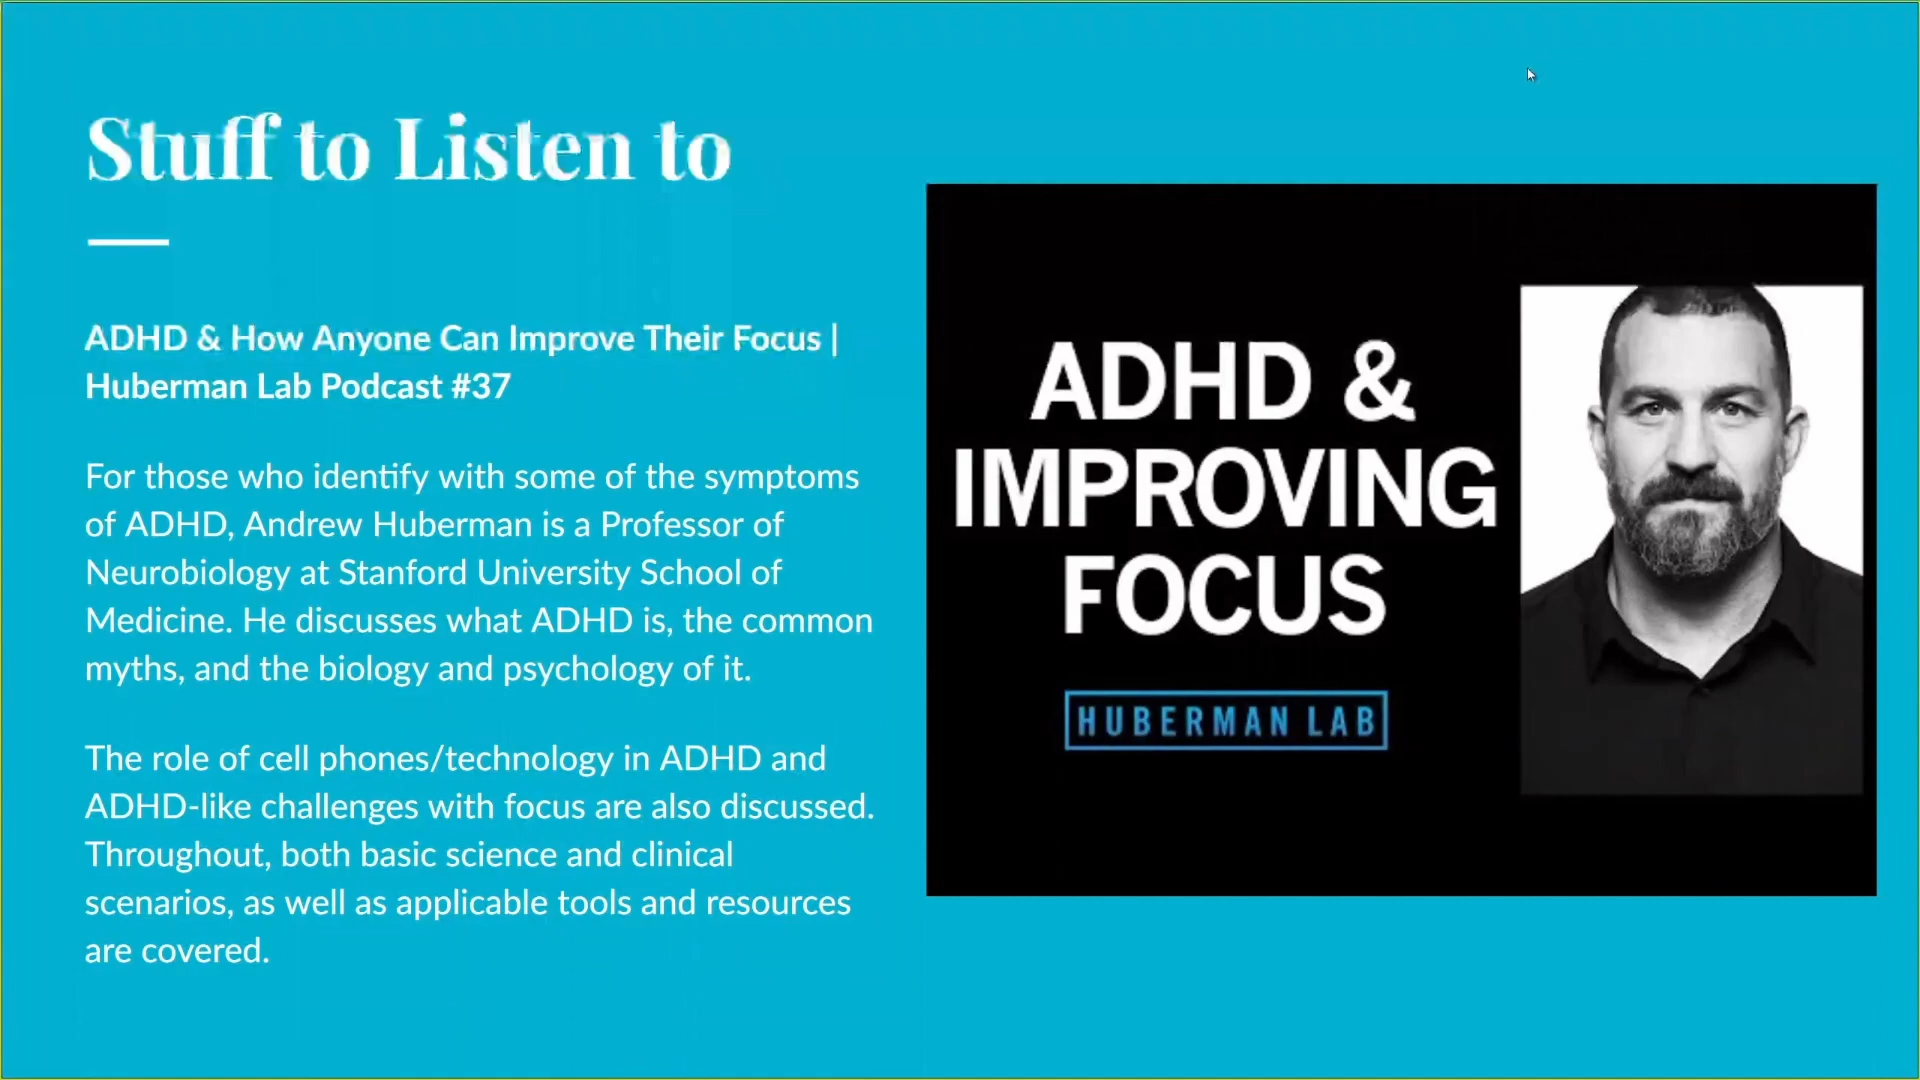 Stuff to Listen to
ADHD & How Anyone Can Improve Their Focus |
Huberman Lab Podcast #37
For those who identify with some of the symptoms
of ADHD, Andrew Huberman is a Professor of
Neurobiology at Stanford University School of
Medicine. He discusses what ADHD is, the common
myths, and the biology and psychology of it.
The role of cell phones/technology in ADHD and
ADHD-like challenges with focus are also discussed.
Throughout, both basic science and clinical
scenarios, as well as applicable tools and resources
are covered.
ADHD &
IMPROVING
FOCUS
HUBERMAN LAB